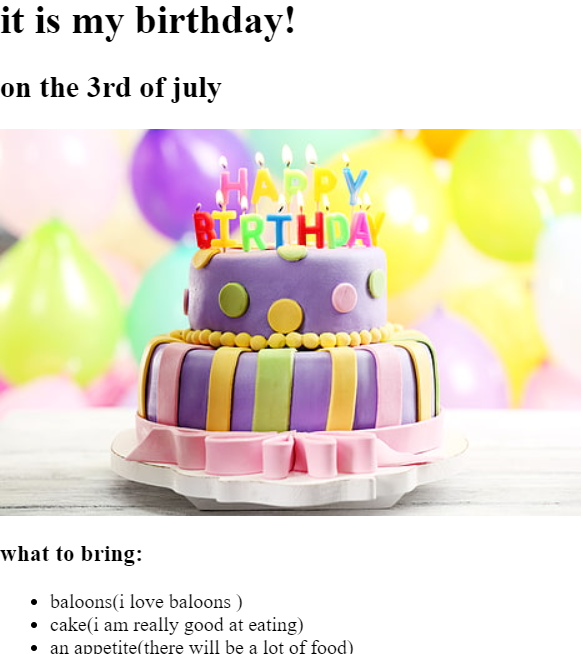 it is my birthday!
on the 3rd of july
HAPPY
BIRTHDAY
what to bring:
baloons(i love baloons )
cake(i am really good at eating)
an appetite(there will be a lot of food)